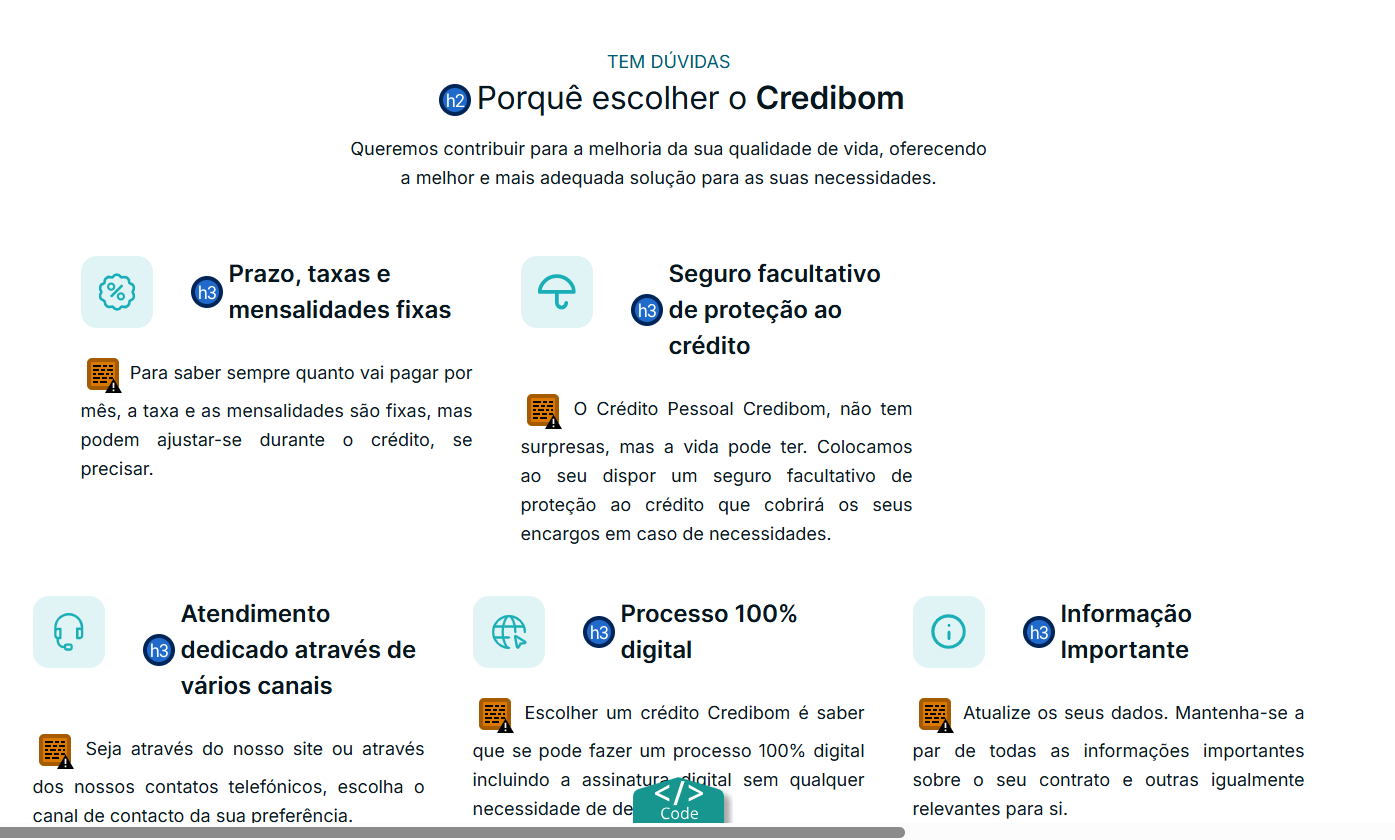 TEM DÚVIDAS
h2 Porquê escolher o Credibom
Queremos contribuir para a melhoria da sua qualidade de vida, oferecendo
a melhor e mais adequada solução para as suas necessidades.
h3 Prazo, taxas e
mensalidades fixas
Para saber sempre quanto vai pagar por
mês, a taxa e as mensalidades são fixas, mas
podem ajustar-se durante o crédito, se
precisar.
h3 Seguro facultativo
de proteção ao
crédito
O Crédito Pessoal Credibom, não tem
surpresas, mas a vida pode ter. Colocamos
ao seu dispor um seguro facultativo de
proteção ao crédito que cobrirá os seus
encargos em caso de necessidades.
h3 Atendimento
dedicado através de
vários canais
Seja através do nosso site ou através
dos nossos contatos telefónicos, escolha o
canal de contacto da sua preferência.
h3 Processo 100%
digital
Escolher um crédito Credibom é saber
que se pode fazer um processo 100% digital
incluindo a assinatura digital sem qualquer
necessidade de de
h3 Informação
Importante
Atualize os seus dados. Mantenha-se a
par de todas as informações importantes
sobre o seu contrato e outras igualmente
relevantes para si.
</> Code